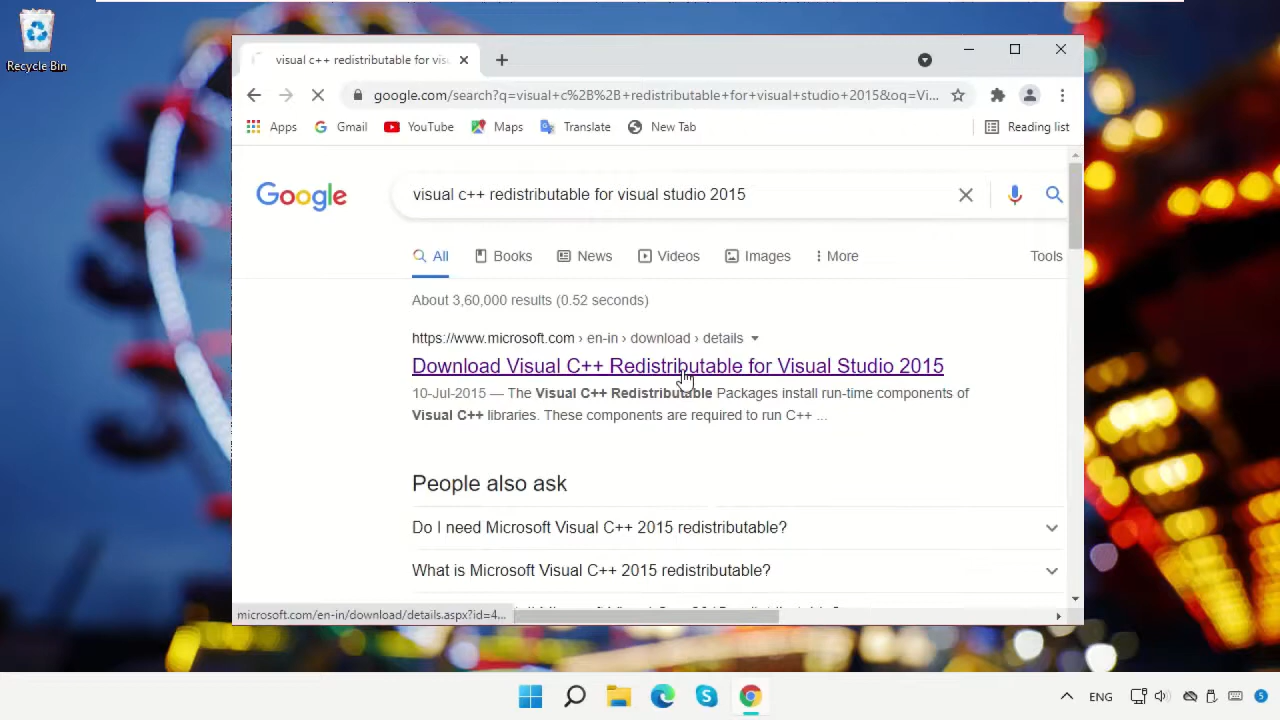 Recycle Bin
visual c++ redistributable for vis
google.com/search?q=visual+c%2B%2B+redistributable+for+visual+studio+2015&oq=Vi...
Apps Gmail YouTube Maps Translate New Tab Reading list
Google visual c++ redistributable for visual studio 2015
All Books News Videos Images More Tools
About 3,60,000 results (0.52 seconds)
https://www.microsoft.com › en-in › download › details
Download Visual C++ Redistributable for Visual Studio 2015
10-Jul-2015 — The Visual C++ Redistributable Packages install run-time components of
Visual C++ libraries. These components are required to run C++ ...
People also ask
Do I need Microsoft Visual C++ 2015 redistributable?
What is Microsoft Visual C++ 2015 redistributable?
microsoft.com/en-in/download/details.aspx?id=4...
ENG 5